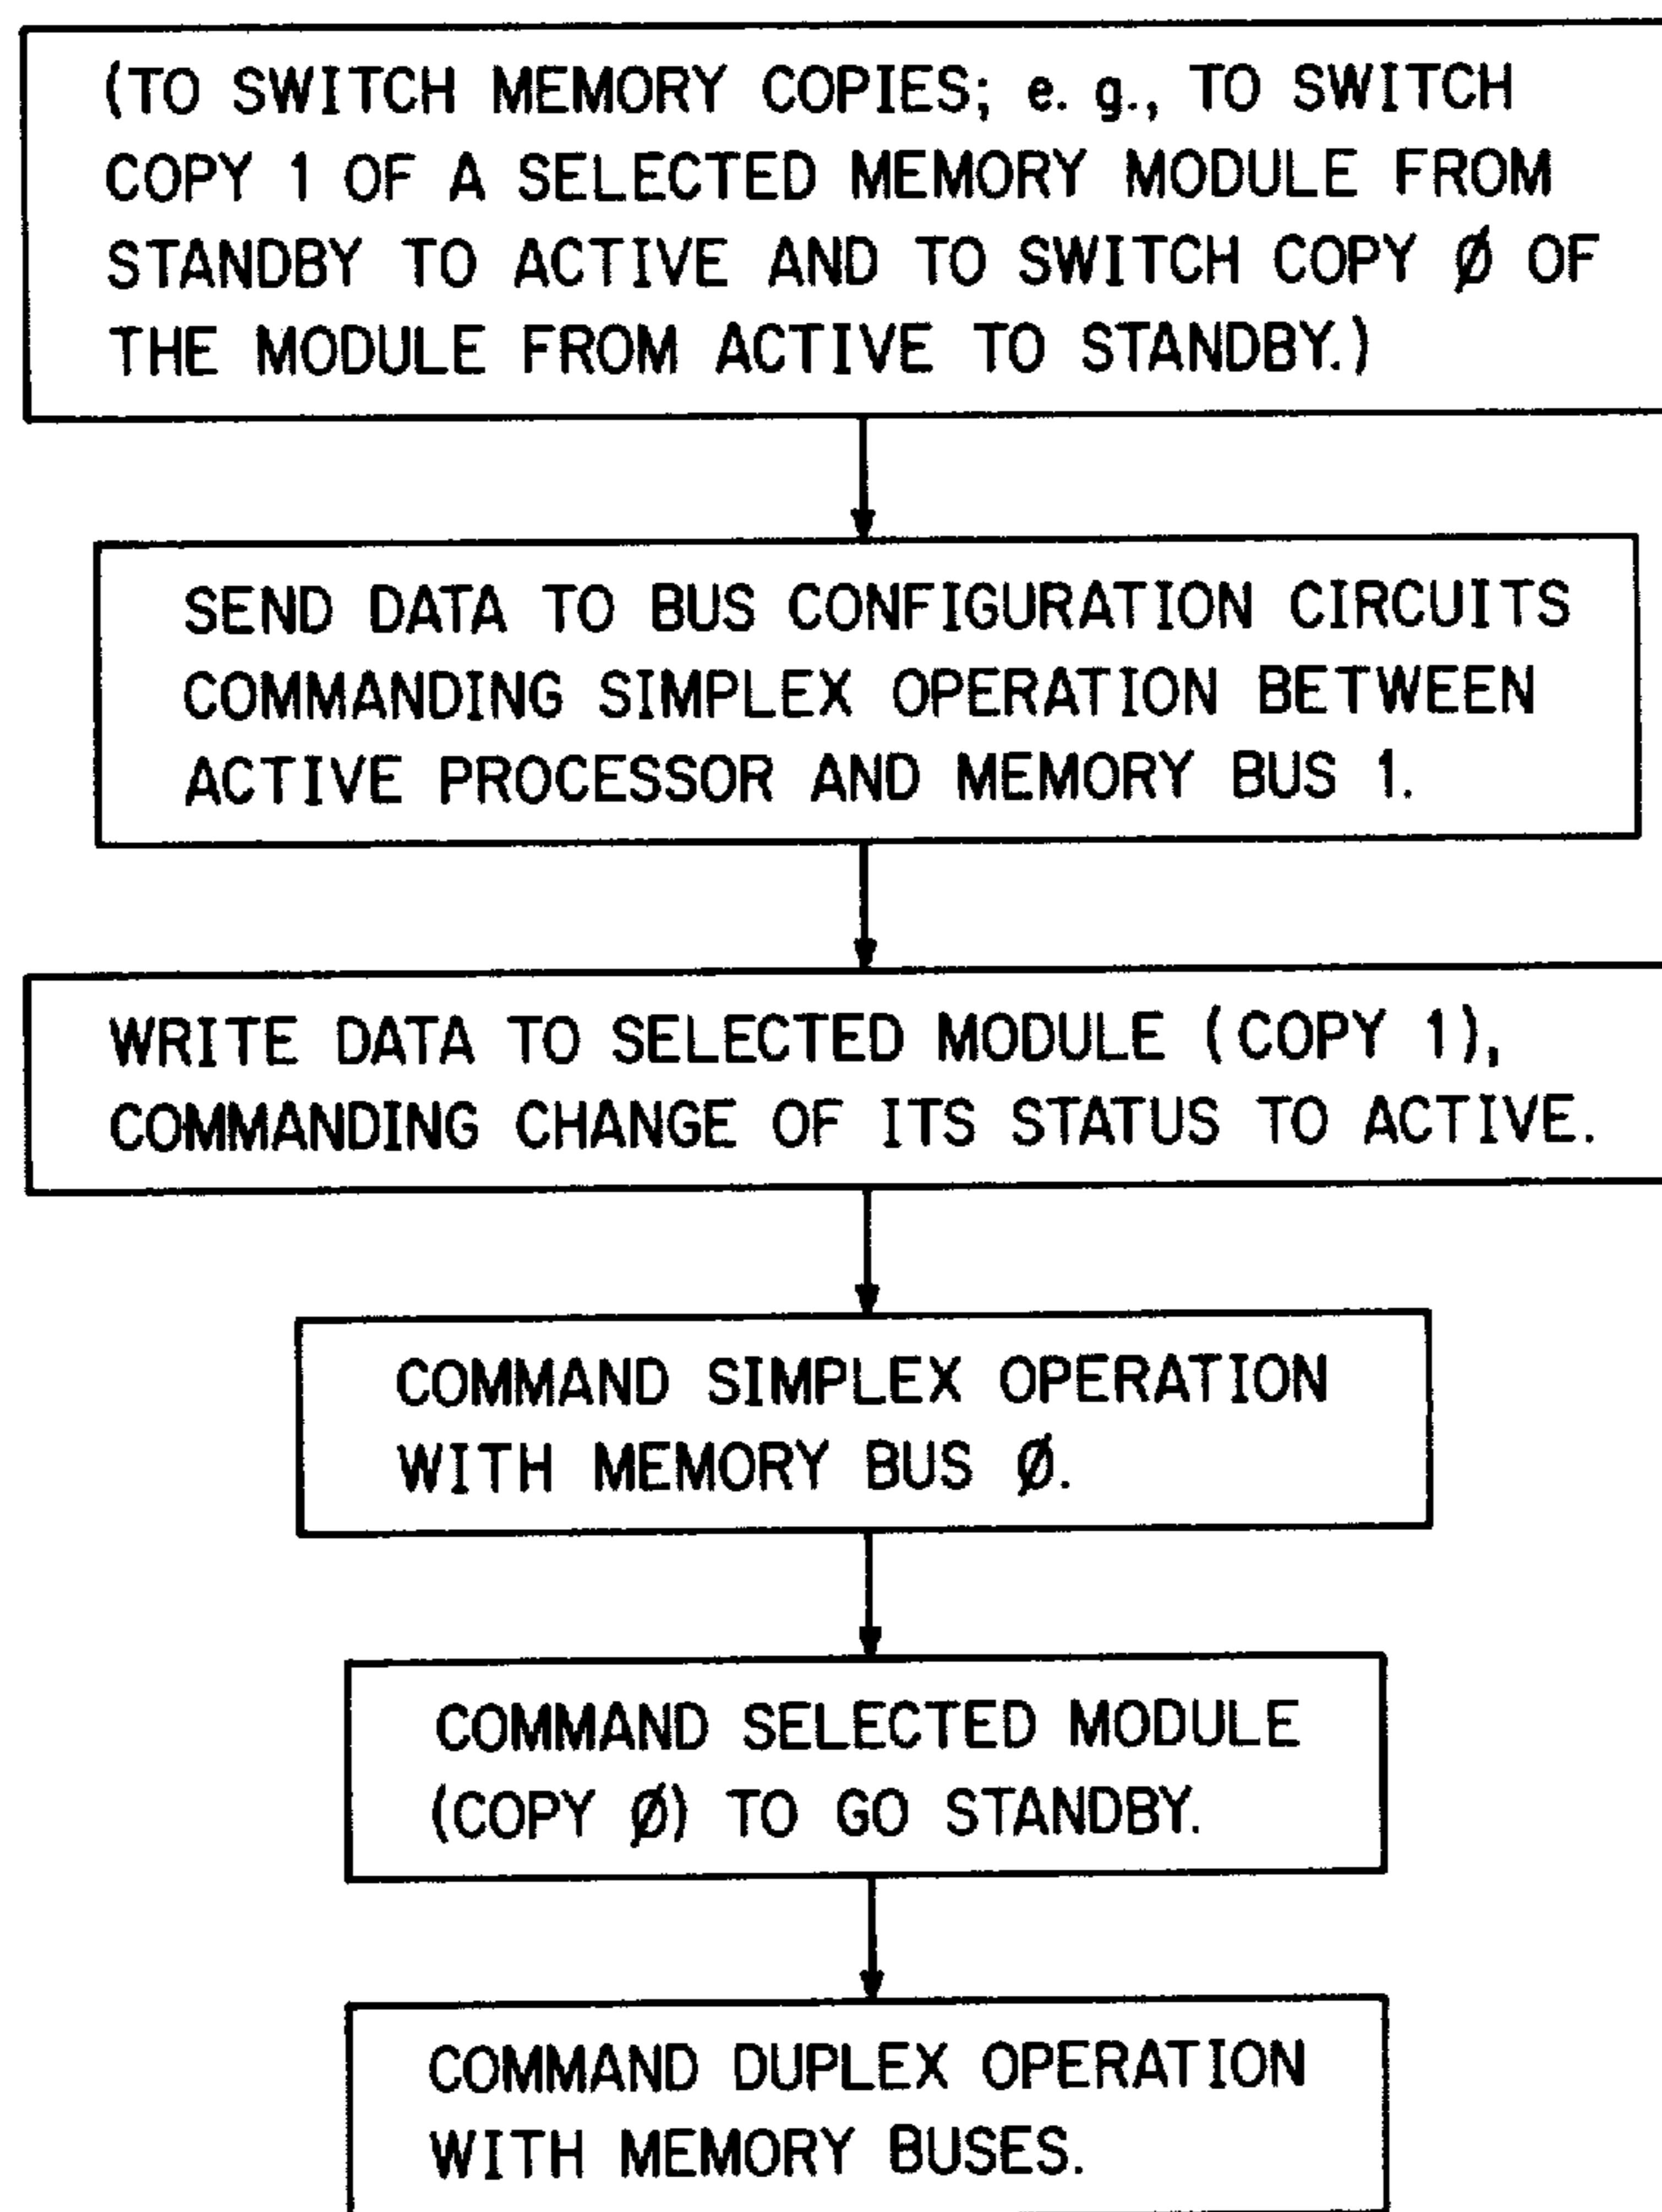 (TO SWITCH MEMORY COPIES; e. g., TO SWITCH
COPY 1 OF A SELECTED MEMORY MODULE FROM
STANDBY TO ACTIVE AND TO SWITCH COPY Ø OF
THE MODULE FROM ACTIVE TO STANDBY.)
SEND DATA TO BUS CONFIGURATION CIRCUITS
COMMANDING SIMPLEX OPERATION BETWEEN
ACTIVE PROCESSOR AND MEMORY BUS 1.
WRITE DATA TO SELECTED MODULE (COPY 1),
COMMANDING CHANGE OF ITS STATUS TO ACTIVE.
COMMAND SIMPLEX OPERATION
WITH MEMORY BUS Ø.
COMMAND SELECTED MODULE
(COPY Ø) TO GO STANDBY.
COMMAND DUPLEX OPERATION
WITH MEMORY BUSES.